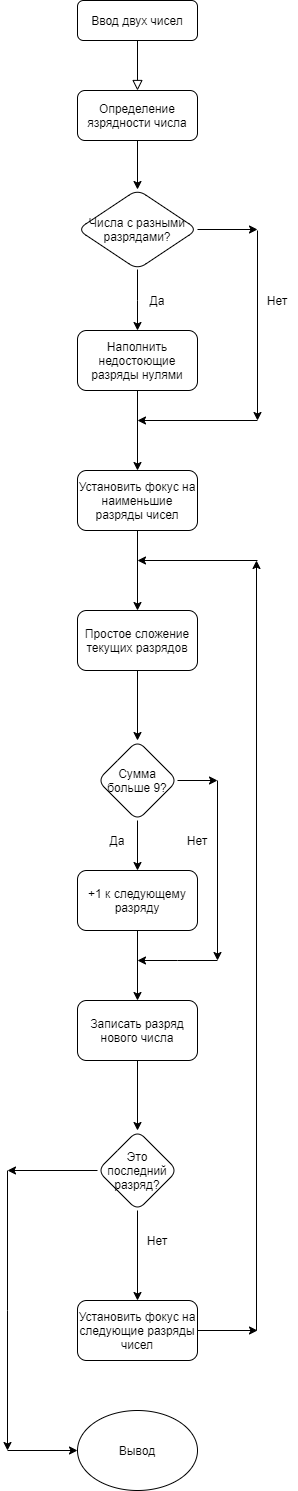 Ввод двух чисел
Определение
язрядности числа
Числа с разными
разрядами?
Да
Нет
Наполнить
недостоющие
разряды нулями
Установить фокус на
наименьшие
разряды чисел
Простое сложение
текущих разрядов
Сумма
больше 9?
Да
Нет
+1 к следующему
разряду
Записать разряд
нового числа
Это
последний
разряд?
Нет
Установить фокус на
следующие разряды
чисел
Вывод